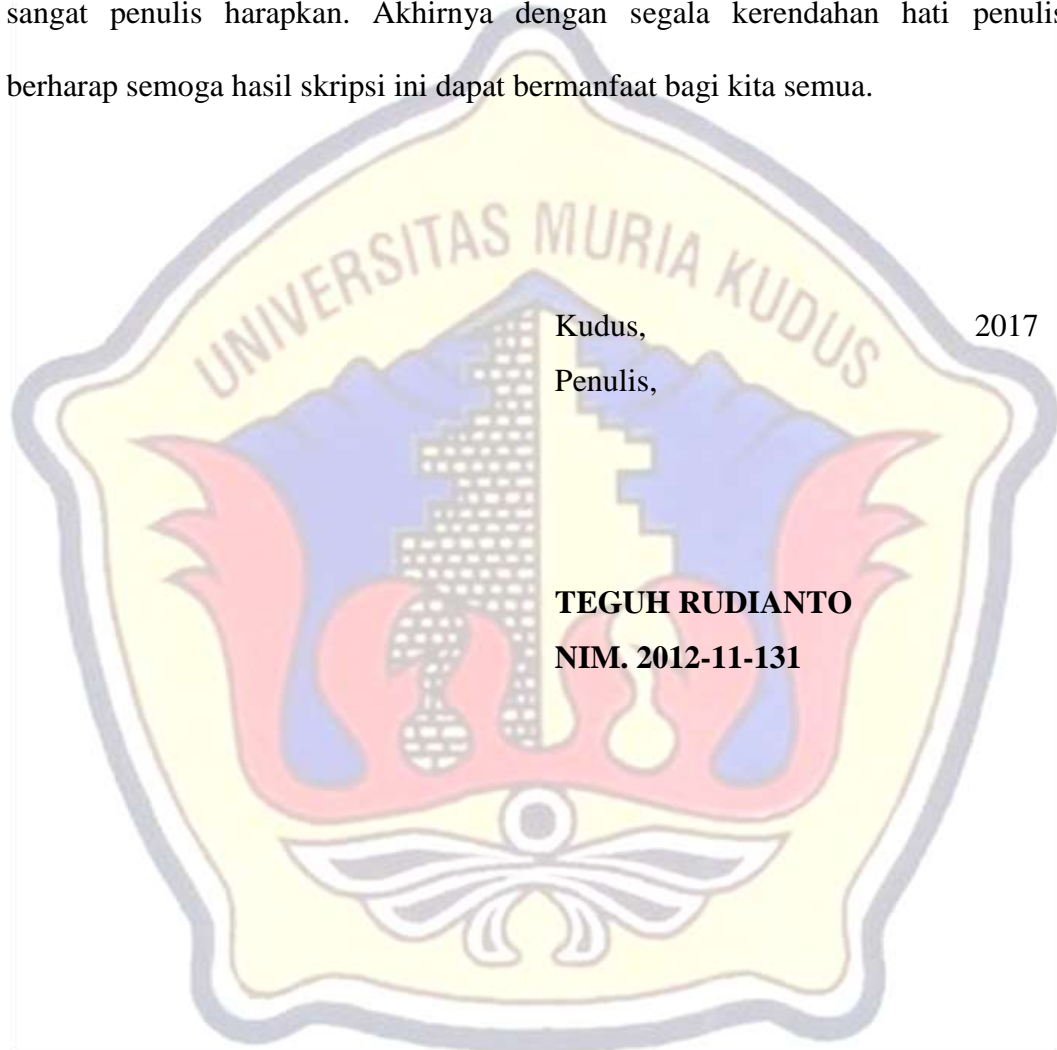 sangat penulis harapkan. Akhirnya dengan segala kerendahan hati penulis
berharap semoga hasil skripsi ini dapat bermanfaat bagi kita semua.
UNIVERSITAS MURIA KUDUS
Kudus, 2017
Penulis,
TEGUH RUDIANTO
NIM. 2012-11-131